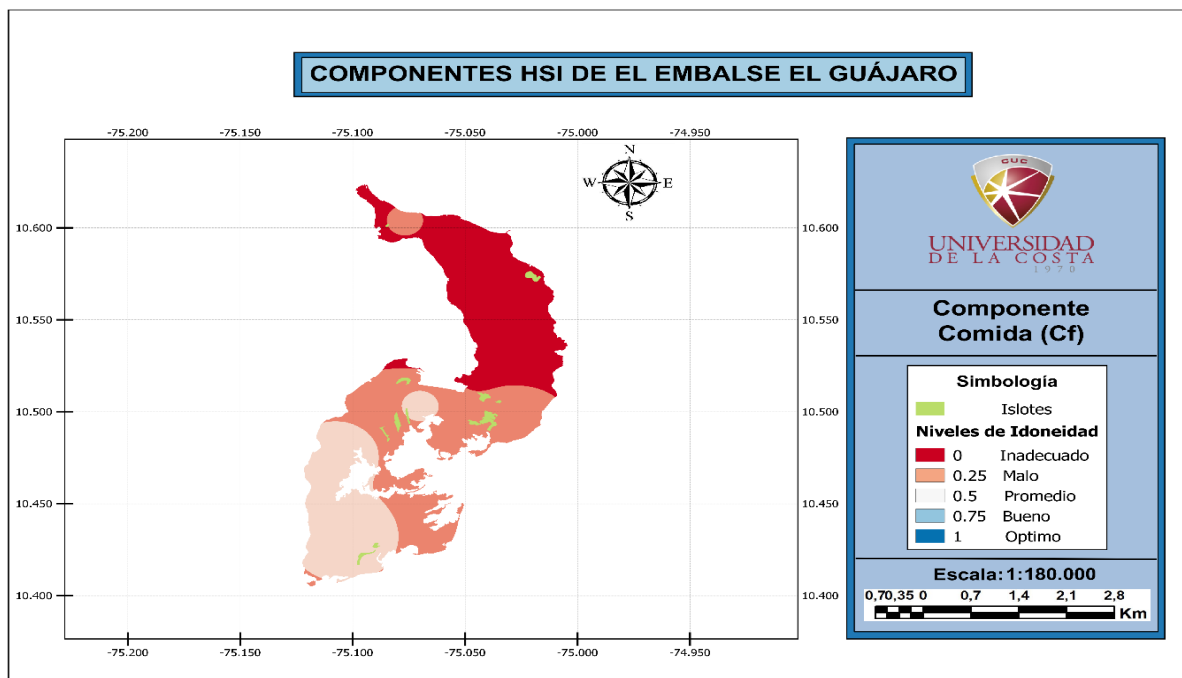 COMPONENTES HSI DE EL EMBALSE EL GUÁJARO
-75.200 -75.150 -75.100 -75.050 -75.000 -74.950
N
W E
S
10.600 10.600
10.550 10.550
10.500 10.500
10.450 10.450
10.400 10.400
-75.200 -75.150 -75.100 -75.050 -75.000 -74.950
CUC
UNIVERSIDAD
DE LA COSTA
1970
Componente
Comida (Cf)
Simbología
Islotes
Niveles de Idoneidad
0 Inadecuado
0.25 Malo
0.5 Promedio
0.75 Bueno
1 Optimo
Escala:1:180.000
0,70,35 0 0,7 1,4 2,1 2,8
Km